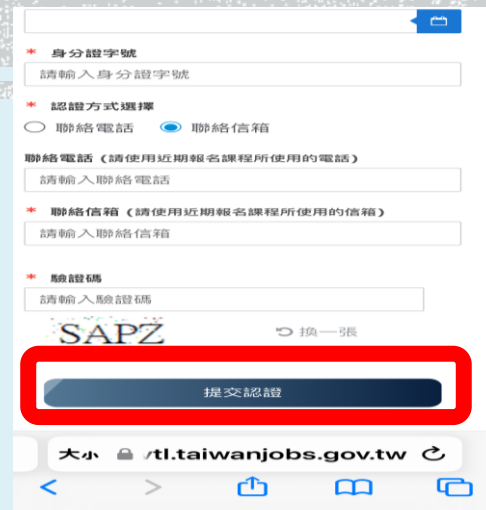 * 身分證字號
請輸入身分證字號
* 認證方式選擇
聯絡電話 聯絡信箱
聯絡電話 (請使用近期報名課程所使用的電話)
請輸入聯絡電話
* 聯絡信箱 (請使用近期報名課程所使用的信箱)
請輸入聯絡信箱
* 驗證碼
請輸入驗證碼
SAPZ 換一張
提交認證
大小 /tl.taiwanjobs.gov.tw